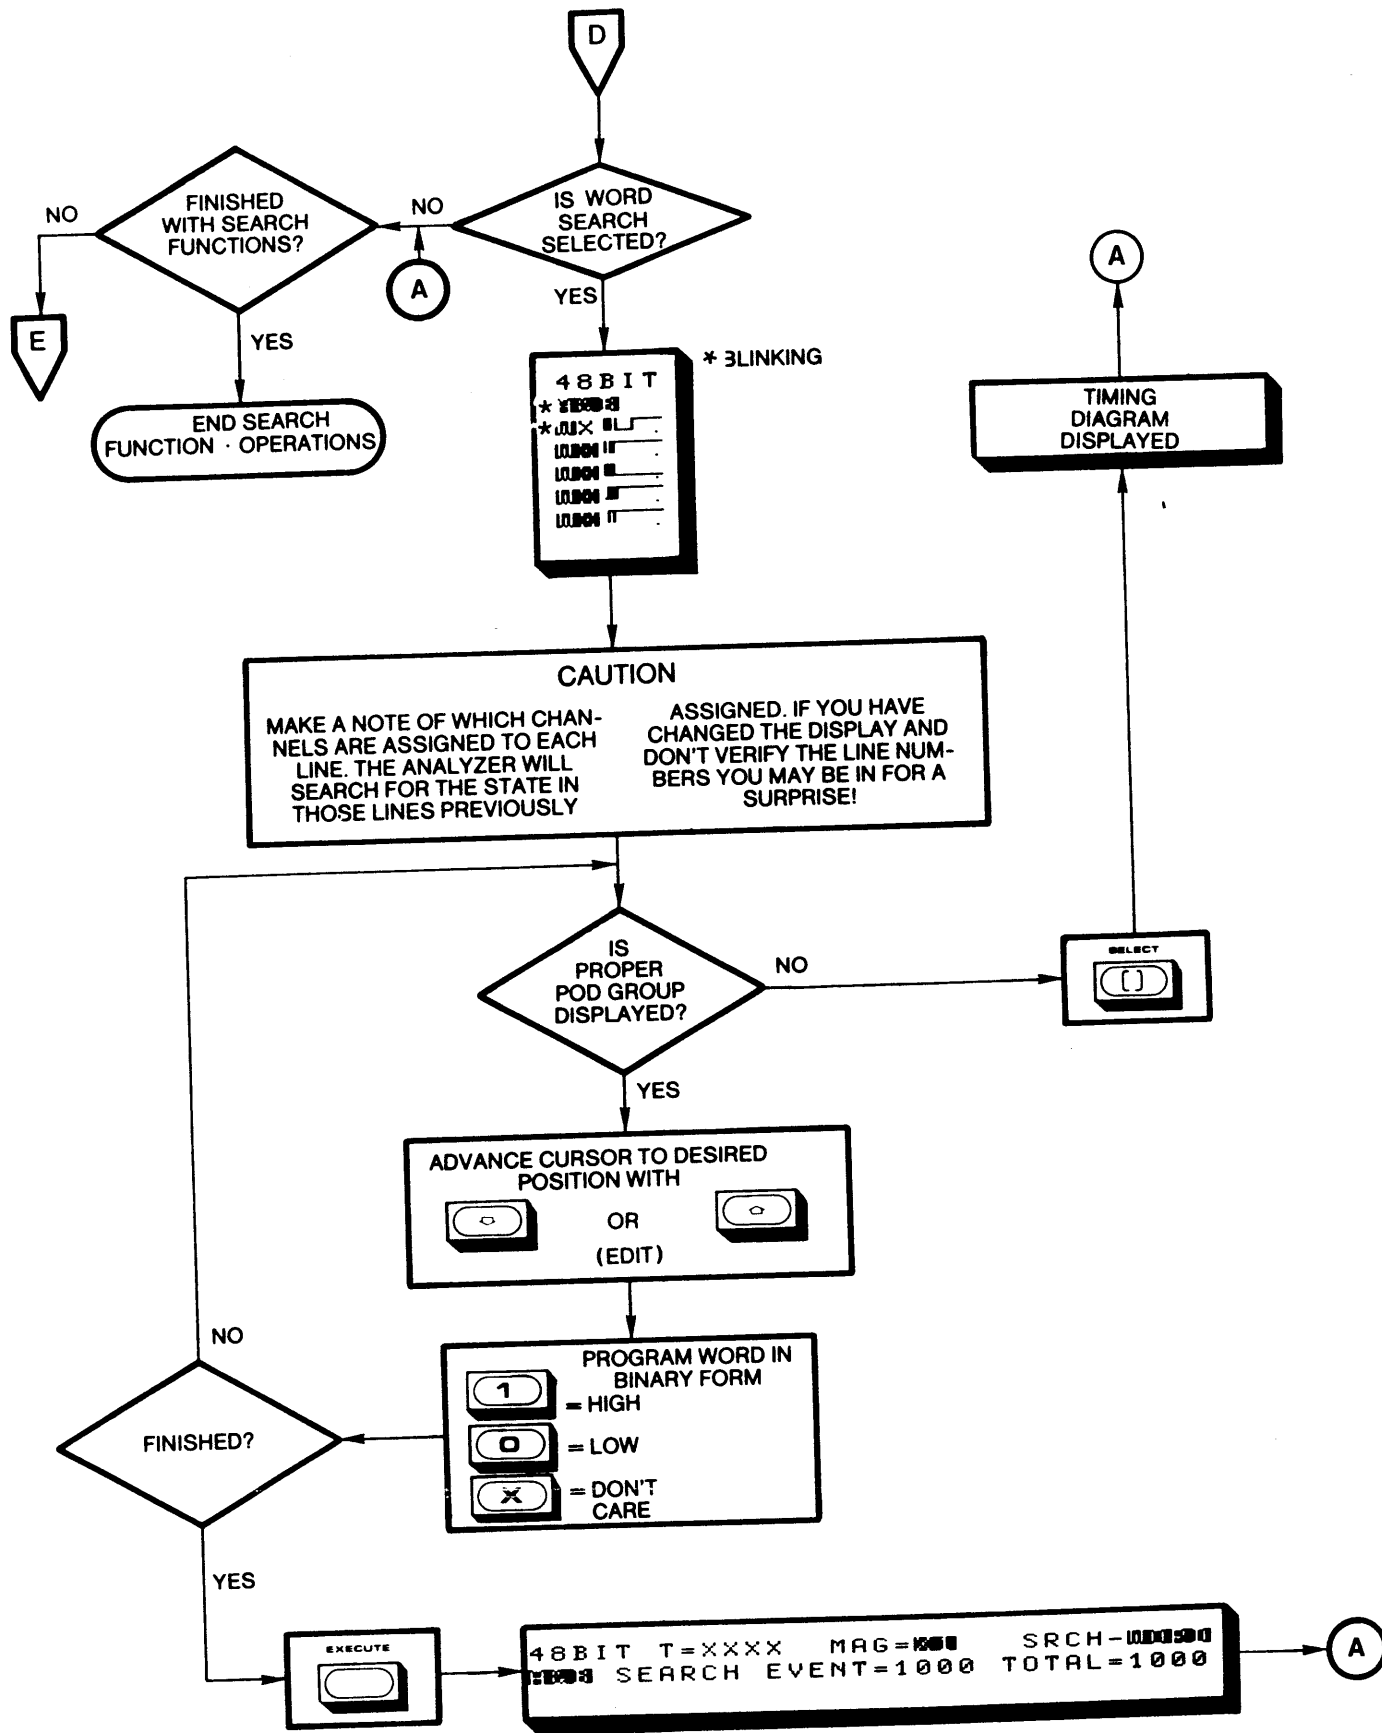 D
IS WORD
SEARCH
SELECTED?
NO
YES
A
FINISHED
WITH SEARCH
FUNCTIONS?
NO
YES
E
END SEARCH
FUNCTION · OPERATIONS
* BLINKING
48BIT
*
* X
A
TIMING
DIAGRAM
DISPLAYED
CAUTION
MAKE A NOTE OF WHICH CHAN-
NELS ARE ASSIGNED TO EACH
LINE. THE ANALYZER WILL
SEARCH FOR THE STATE IN
THOSE LINES PREVIOUSLY
ASSIGNED. IF YOU HAVE
CHANGED THE DISPLAY AND
DON'T VERIFY THE LINE NUM-
BERS YOU MAY BE IN FOR A
SURPRISE!
IS
PROPER
POD GROUP
DISPLAYED?
NO
SELECT
[ ]
YES
ADVANCE CURSOR TO DESIRED
POSITION WITH
OR
(EDIT)
PROGRAM WORD IN
BINARY FORM
1 = HIGH
0 = LOW
X = DON'T
CARE
FINISHED?
NO
YES
EXECUTE
48BIT T=XXXX MAG= SRCH-
SEARCH EVENT=1000 TOTAL=1000
A